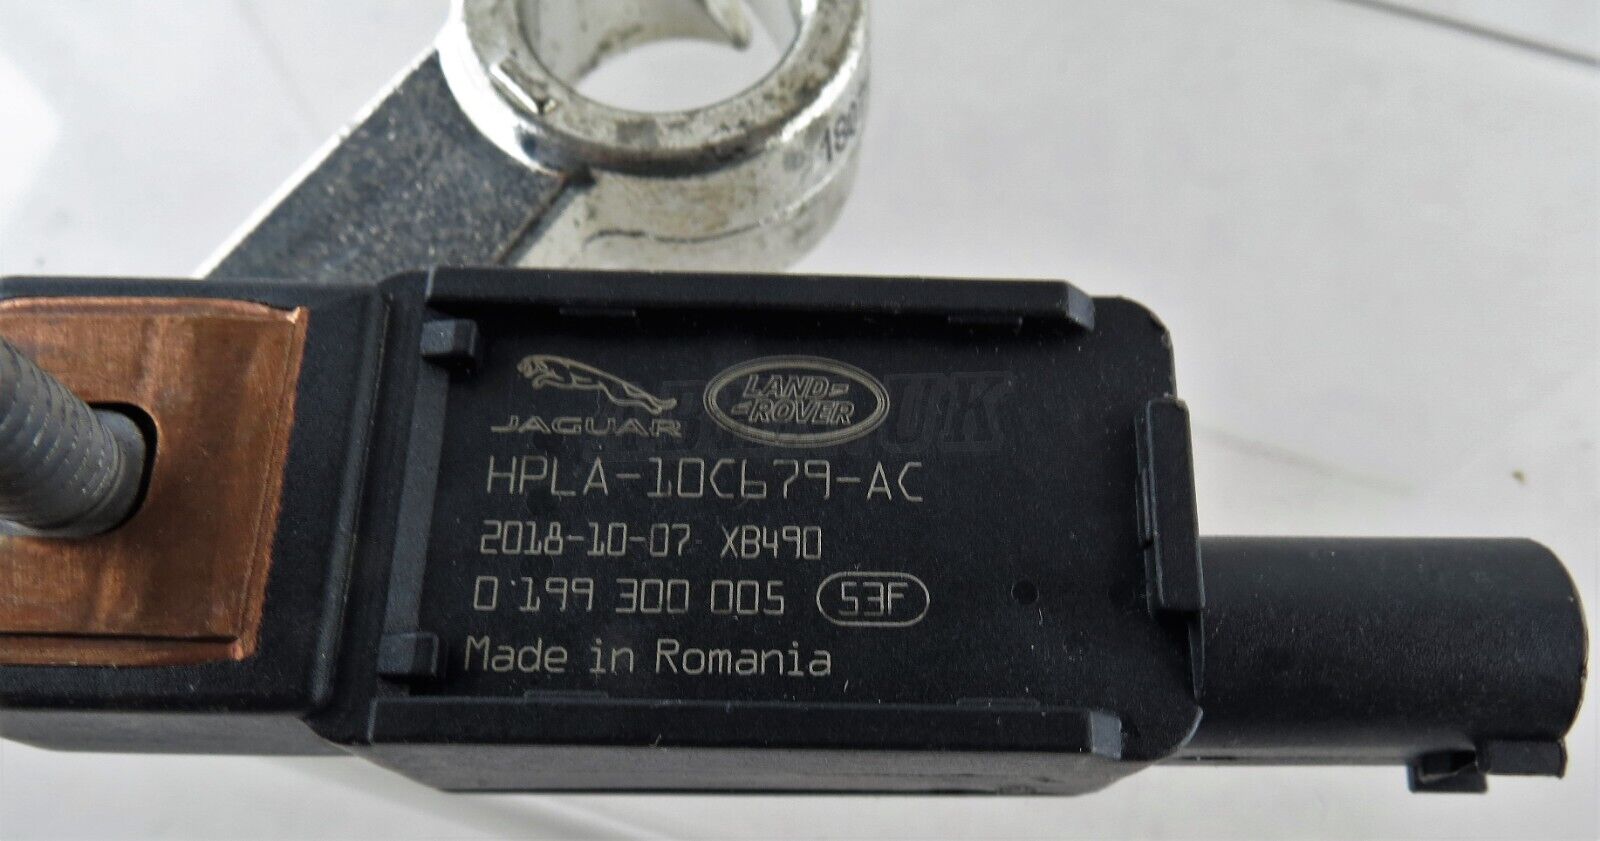 JAGUAR
LAND-
-ROVER
HPLA-10C679-AC
2018-10-07 XB490
0 199 300 005 53F
Made in Romania